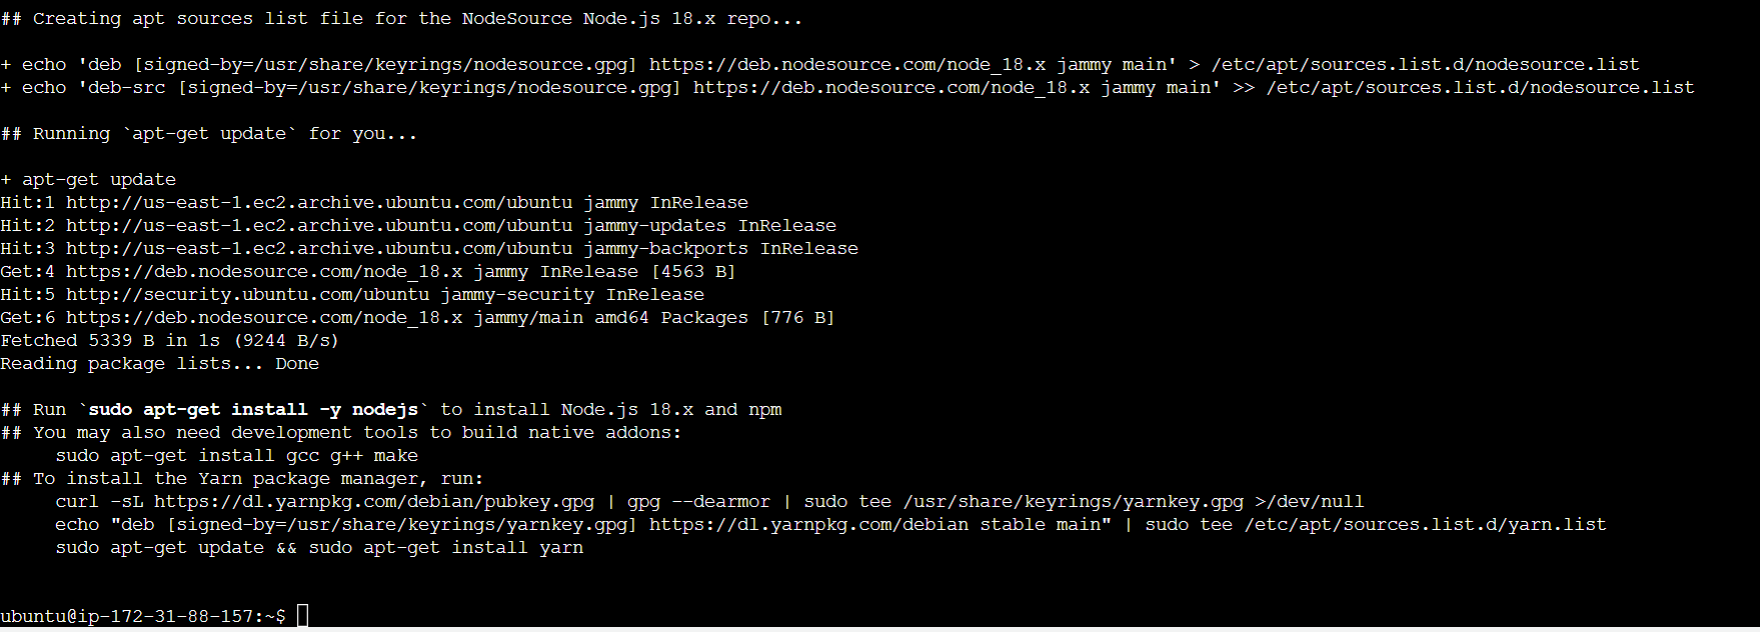 ## Creating apt sources list file for the NodeSource Node.js 18.x repo...
+ echo 'deb [signed-by=/usr/share/keyrings/nodesource.gpg] https://deb.nodesource.com/node_18.x jammy main' > /etc/apt/sources.list.d/nodesource.list
+ echo 'deb-src [signed-by=/usr/share/keyrings/nodesource.gpg] https://deb.nodesource.com/node_18.x jammy main' >> /etc/apt/sources.list.d/nodesource.list
## Running `apt-get update` for you...
+ apt-get update
Hit:1 http://us-east-1.ec2.archive.ubuntu.com/ubuntu jammy InRelease
Hit:2 http://us-east-1.ec2.archive.ubuntu.com/ubuntu jammy-updates InRelease
Hit:3 http://us-east-1.ec2.archive.ubuntu.com/ubuntu jammy-backports InRelease
Get:4 https://deb.nodesource.com/node_18.x jammy InRelease [4563 B]
Hit:5 http://security.ubuntu.com/ubuntu jammy-security InRelease
Get:6 https://deb.nodesource.com/node_18.x jammy/main amd64 Packages [776 B]
Fetched 5339 B in 1s (9244 B/s)
Reading package lists... Done
## Run `sudo apt-get install -y nodejs` to install Node.js 18.x and npm
## You may also need development tools to build native addons:
     sudo apt-get install gcc g++ make
## To install the Yarn package manager, run:
     curl -sL https://dl.yarnpkg.com/debian/pubkey.gpg | gpg --dearmor | sudo tee /usr/share/keyrings/yarnkey.gpg >/dev/null
     echo "deb [signed-by=/usr/share/keyrings/yarnkey.gpg] https://dl.yarnpkg.com/debian stable main" | sudo tee /etc/apt/sources.list.d/yarn.list
     sudo apt-get update && sudo apt-get install yarn
ubuntu@ip-172-31-88-157:~$